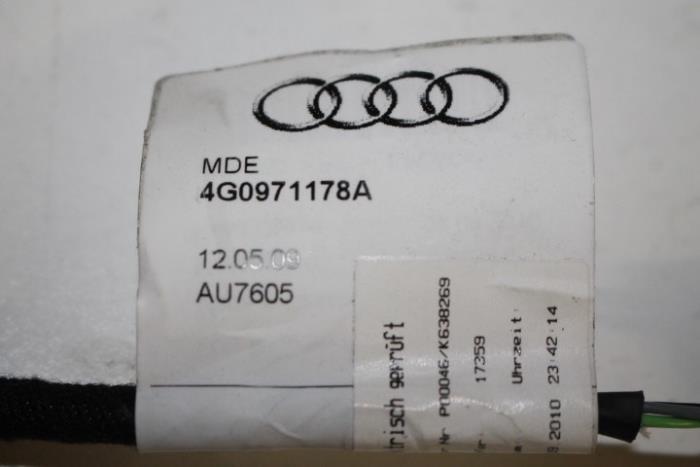 MDE
4G0971178A
12.05.09
AU7605
trisch geprüft
Nr P00046/K638269
17359
Uhrzeit:
2010 23:42:14